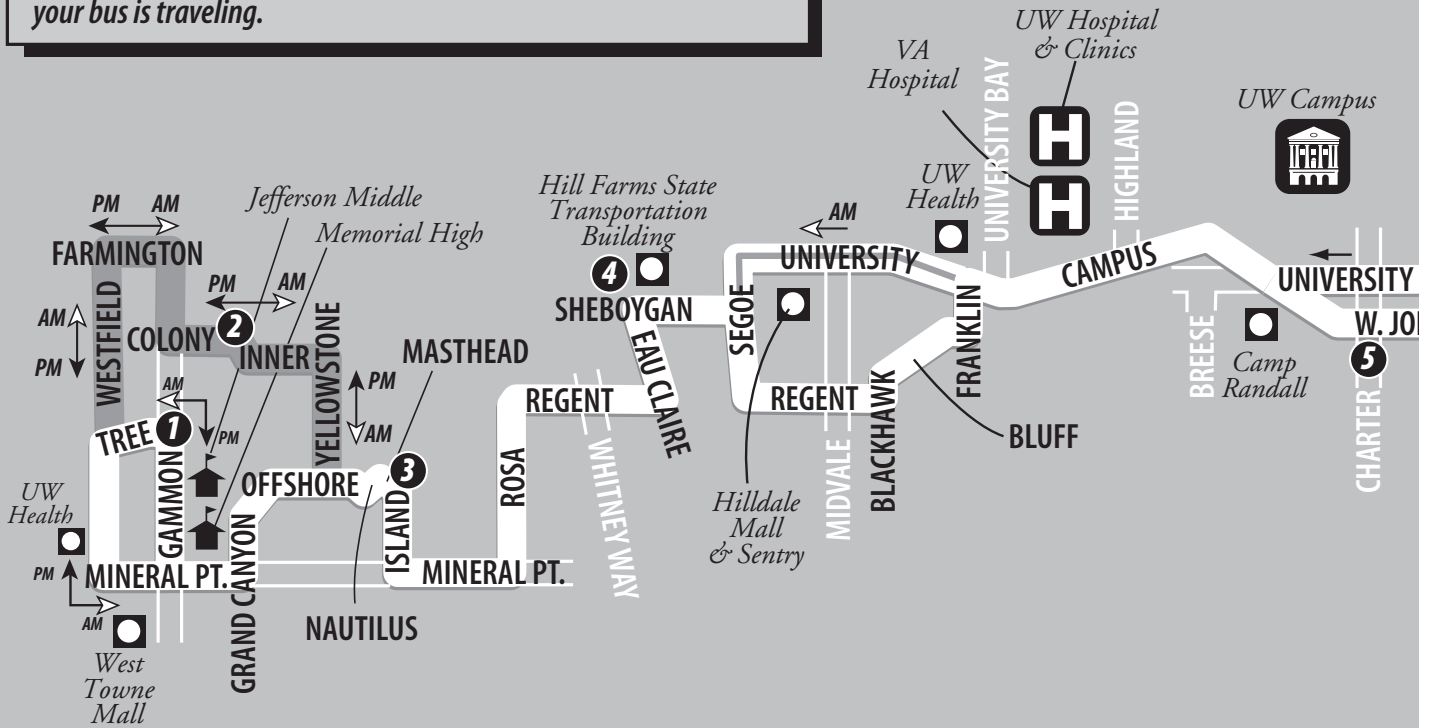 your bus is traveling.
UW Hospital
& Clinics
VA
Hospital
UNIVERSITY BAY
HIGHLAND
UW Campus
H
H
UW
Health
Jefferson Middle
Memorial High
Hill Farms State
Transportation
Building
PM AM
FARMINGTON
AM
UNIVERSITY
CAMPUS
UNIVERSITY
4
SHEBOYGAN
SEGOE
EAU CLAIRE
FRANKLIN
W. JO
5
CHARTER
BREESE
Camp
Randall
AM
PM
WESTFIELD
COLONY
2
PM AM
INNER
YELLOWSTONE
PM
AM
MASTHEAD
AM
PM
TREE
1
GAMMON
OFFSHORE
3
ISLAND
REGENT
ROSA
WHITNEY WAY
REGENT
MIDVALE
BLACKHAWK
BLUFF
Hilldale
Mall
& Sentry
UW
Health
PM
AM
MINERAL PT.
GRAND CANYON
MINERAL PT.
NAUTILUS
West
Towne
Mall